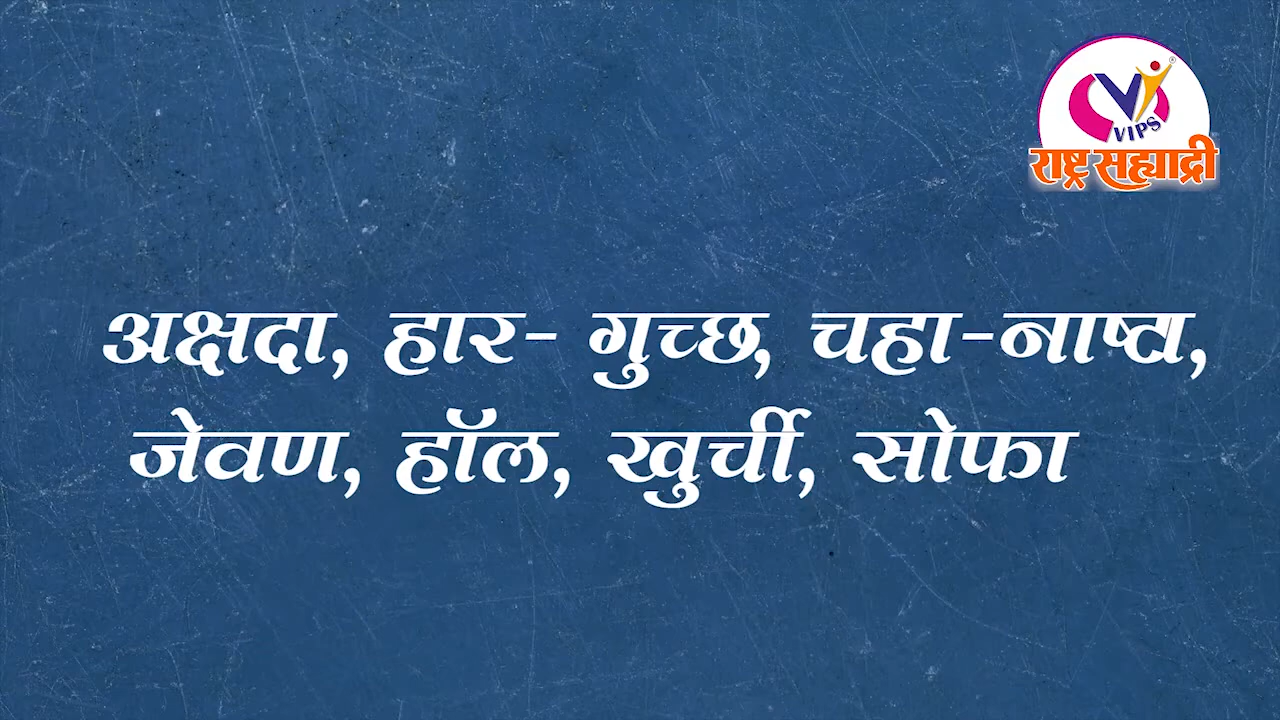 VIPS
राष्ट्र सह्याद्री
अक्षदा, हार- गुच्छ, चहा-नाष्टा,
जेवण, हॉल, खुर्ची, सोफा